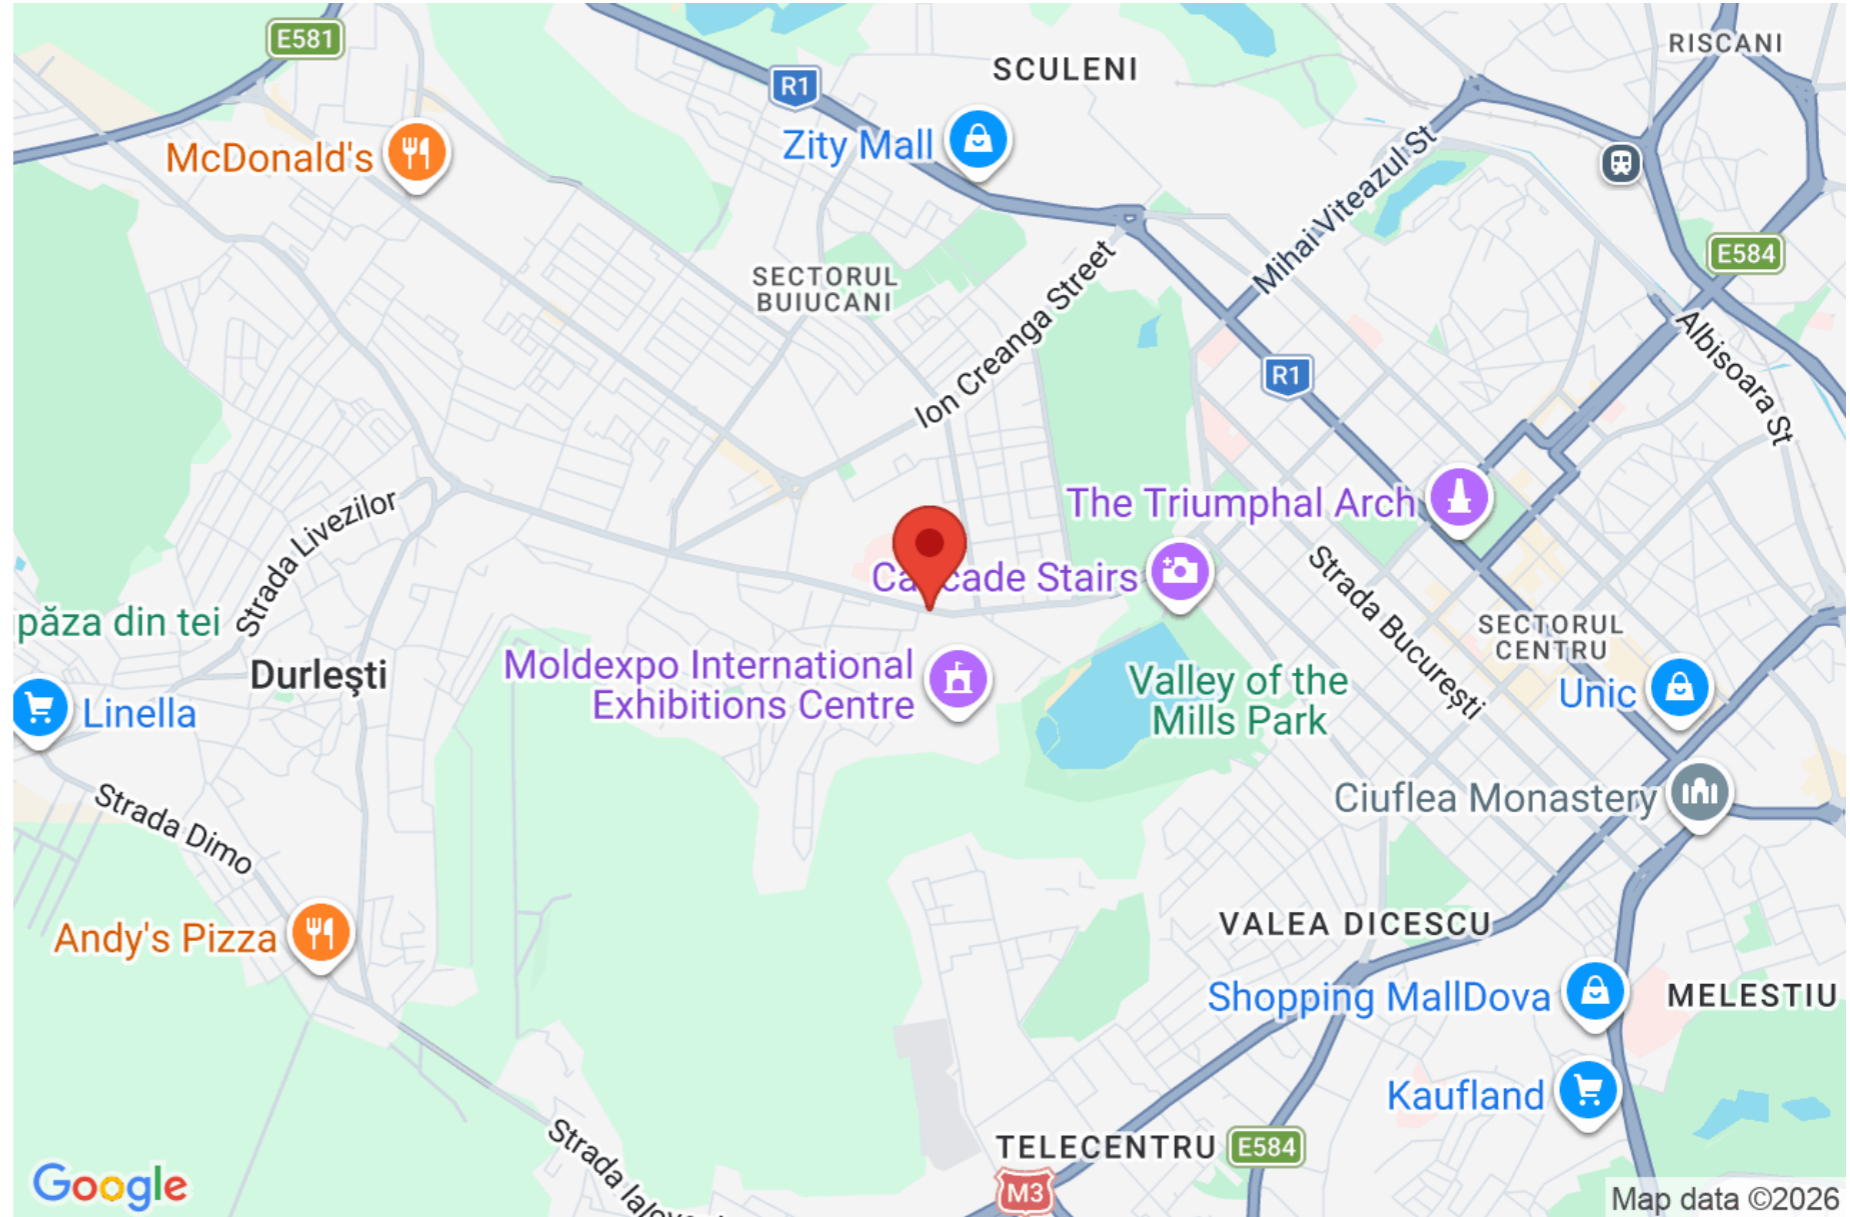 E581
RISCANI
SCULENI
R1
Zity Mall
McDonald's
Mihai Viteazul St
E584
SECTORUL
BUIUCANI
Ion Creanga Street
Albisoara St
R1
The Triumphal Arch
Strada Livezilor
Cascade Stairs
Strada București
păza din tei
SECTORUL
CENTRU
Durleşti
Moldexpo International
Exhibitions Centre
Valley of the
Mills Park
Unic
Linella
Ciuflea Monastery
Strada Dimo
VALEA DICESCU
Andy's Pizza
Shopping MallDova
MELESTIU
Kaufland
TELECENTRU
E584
Strada
M3
Google
Map data ©2026